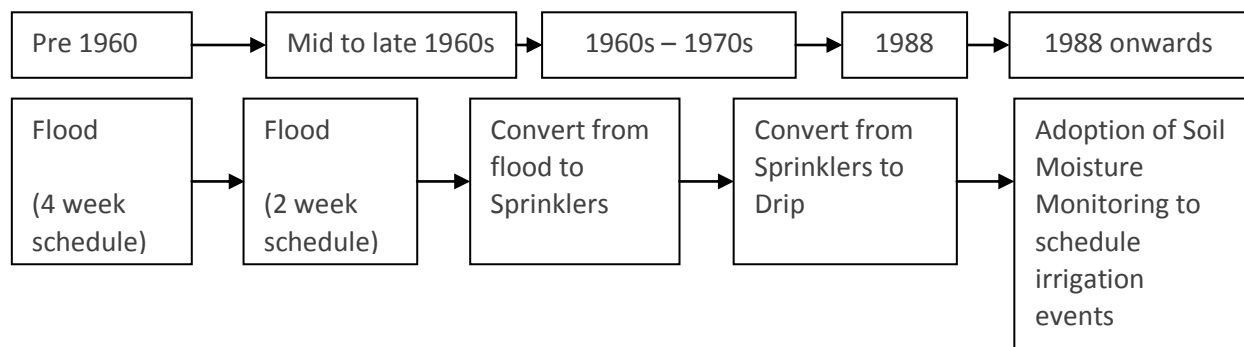 Pre 1960
Mid to late 1960s
1960s – 1970s
1988
1988 onwards
Flood
(4 week
schedule)
Flood
(2 week
schedule)
Convert from
flood to
Sprinklers
Convert from
Sprinklers to
Drip
Adoption of Soil
Moisture
Monitoring to
schedule
irrigation
events